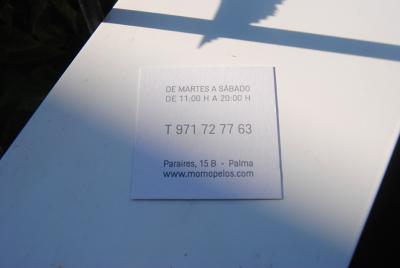 DE MARTES A SÁBADO
DE 11:00 H A 20:00 H
T 971 72 77 63
Paraires, 15 B - Palma
www.momopelos.com